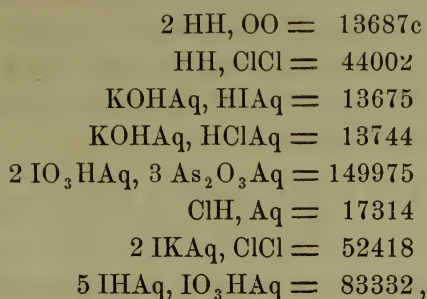 2 HH, OO = 13687c
HH, ClCl = 44002
KOHAq, HIAq = 13675
KOHAq, HClAq = 13744
2 IO₃HAq, 3 As₂O₃Aq = 149975
ClH, Aq = 17314
2 IKAq, ClCl = 52418
5 IHAq, IO₃HAq = 83332,